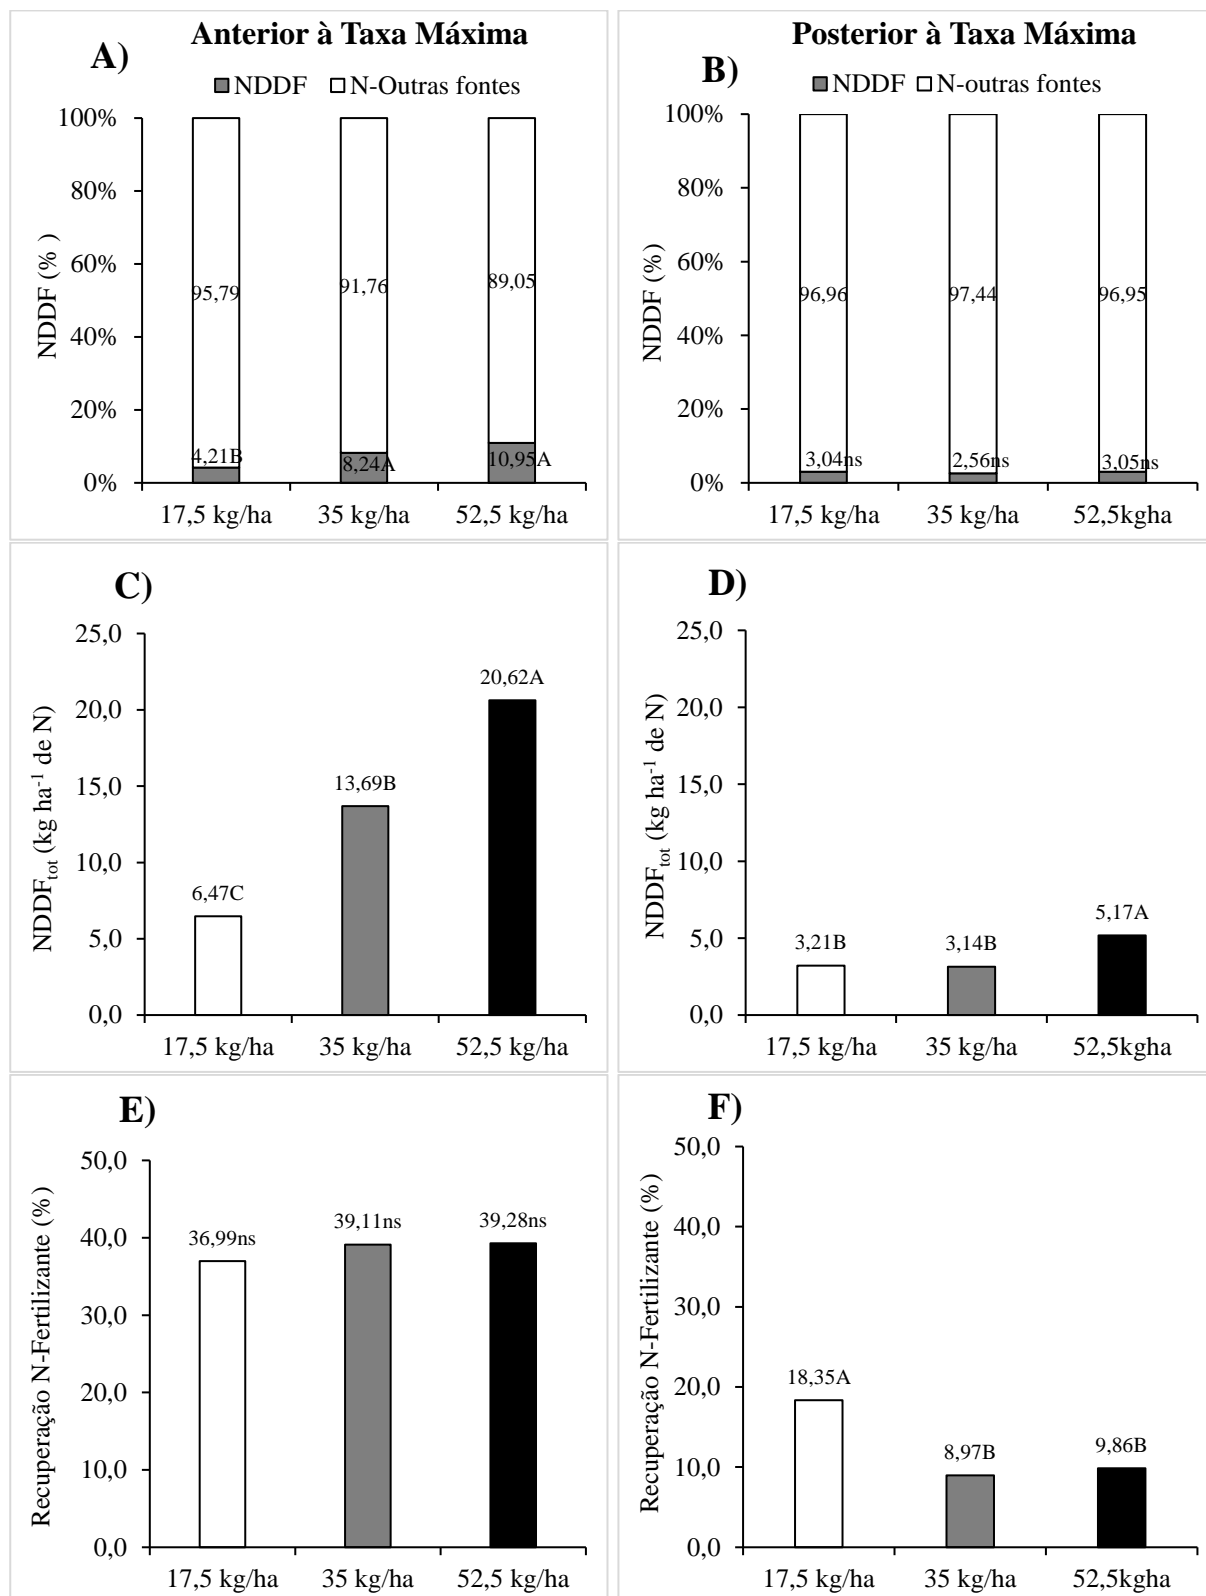 Anterior à Taxa Máxima
A)
NDDF N-Outras fontes
NDDF (% )
100%
80%
60%
40%
20%
0%
95,79
91,76
89,05
4,21B
8,24A
10,95A
17,5 kg/ha 35 kg/ha 52,5 kg/ha
Posterior à Taxa Máxima
B)
NDDF N-outras fontes
NDDF (%)
100%
80%
60%
40%
20%
0%
96,96
97,44
96,95
3,04ns
2,56ns
3,05ns
17,5 kg/ha 35 kg/ha 52,5kgha
C)
NDDFtot (kg ha-1 de N)
25,0
20,0
15,0
10,0
5,0
0,0
6,47C
13,69B
20,62A
17,5 kg/ha 35 kg/ha 52,5 kg/ha
D)
NDDFtot (kg ha-1 de N)
25,0
20,0
15,0
10,0
5,0
0,0
3,21B
3,14B
5,17A
17,5 kg/ha 35 kg/ha 52,5kgha
E)
Recuperação N-Fertilizante (%)
50,0
40,0
30,0
20,0
10,0
0,0
36,99ns
39,11ns
39,28ns
17,5 kg/ha 35 kg/ha 52,5 kg/ha
F)
Recuperação N-Fertilizante (%)
50,0
40,0
30,0
20,0
10,0
0,0
18,35A
8,97B
9,86B
17,5 kg/ha 35 kg/ha 52,5kgha